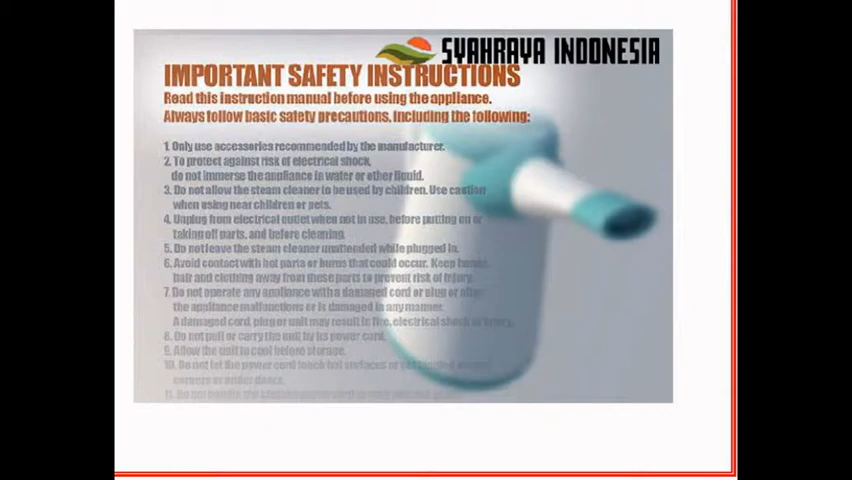 SYAHRAYA INDONESIA
IMPORTANT SAFETY INSTRUCTIONS
Read this instruction manual before using the appliance.
Always follow basic safety precautions, including the following:
1. Only use accessories recommended by the manufacturer.
2. To protect against risk of electrical shock,
do not immerse the appliance in water or other liquid.
3. Do not allow the steam cleaner to be used by children. Use caution
when using near children or pets.
4. Unplug from electrical outlet when not in use, before putting on or
taking off parts, and before cleaning.
5. Do not leave the steam cleaner unattended while plugged in.
6. Avoid contact with hot parts or burns that could occur. Keep hands,
hair and clothing away from these parts to prevent risk of injury.
7. Do not operate any appliance with a damaged cord or plug or after
the appliance malfunctions or is damaged in any manner.
A damaged cord, plug or unit may result in fire, electrical shock or injury.
8. Do not pull or carry the unit by its power cord.
9. Allow the unit to cool before storage.
10. Do not let the power cord touch hot surfaces or
corners or
11. Do not handle the